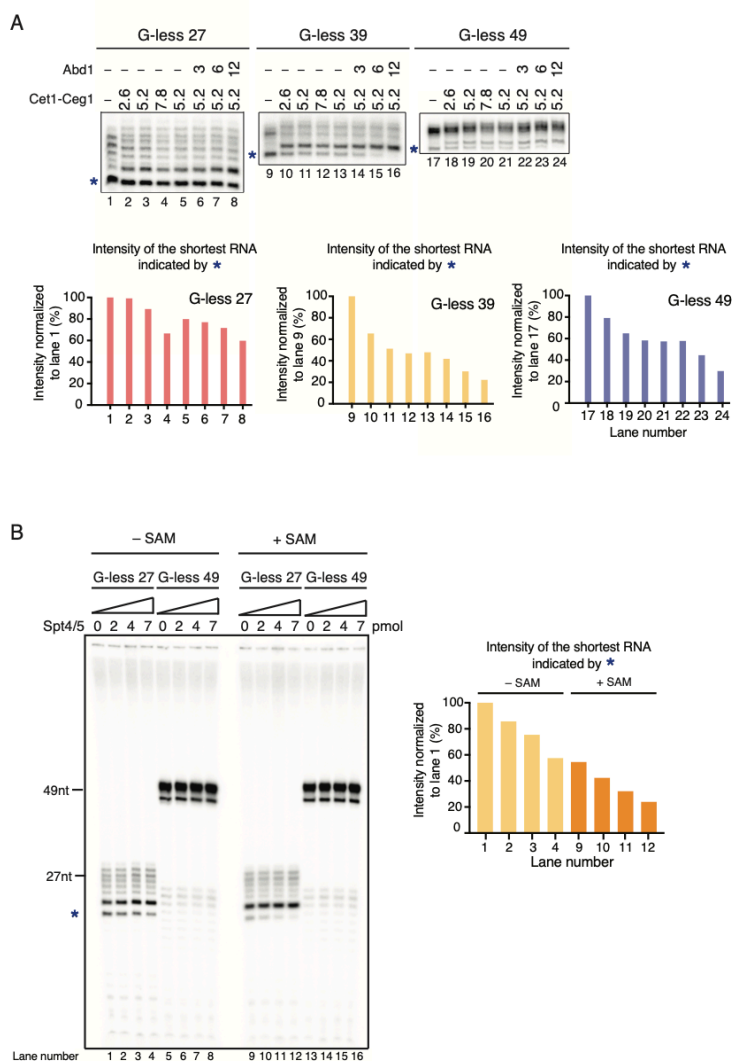 A
G-less 27 G-less 39 G-less 49
Abd1 – – – – – 3 6 12 – – – – – 3 6 12 – – – – – 3 6 12
Cet1-Ceg1 – 2.6 5.2 7.8 5.2 5.2 5.2 5.2 – 2.6 5.2 7.8 5.2 5.2 5.2 5.2 – 2.6 5.2 7.8 5.2 5.2 5.2 5.2
* * *
1 2 3 4 5 6 7 8 9 10 11 12 13 14 15 16 17 18 19 20 21 22 23 24
Intensity of the shortest RNA
indicated by *
G-less 27
Intensity normalized
to lane 1 (%)
100
80
60
40
20
0
1 2 3 4 5 6 7 8
Intensity of the shortest RNA
indicated by *
G-less 39
Intensity normalized
to lane 9 (%)
100
80
60
40
20
0
9 10 11 12 13 14 15 16
Intensity of the shortest RNA
indicated by *
G-less 49
Intensity normalized
to lane 17 (%)
100
80
60
40
20
0
17 18 19 20 21 22 23 24
Lane number
B
– SAM + SAM
G-less 27 G-less 49 G-less 27 G-less 49
Spt4/5 0 2 4 7 0 2 4 7 0 2 4 7 0 2 4 7 pmol
49nt
27nt
*
Lane number 1 2 3 4 5 6 7 8 9 10 11 12 13 14 15 16
Intensity of the shortest RNA
indicated by *
– SAM + SAM
Intensity normalized
to lane 1 (%)
100
80
60
40
20
0
1 2 3 4 9 10 11 12
Lane number